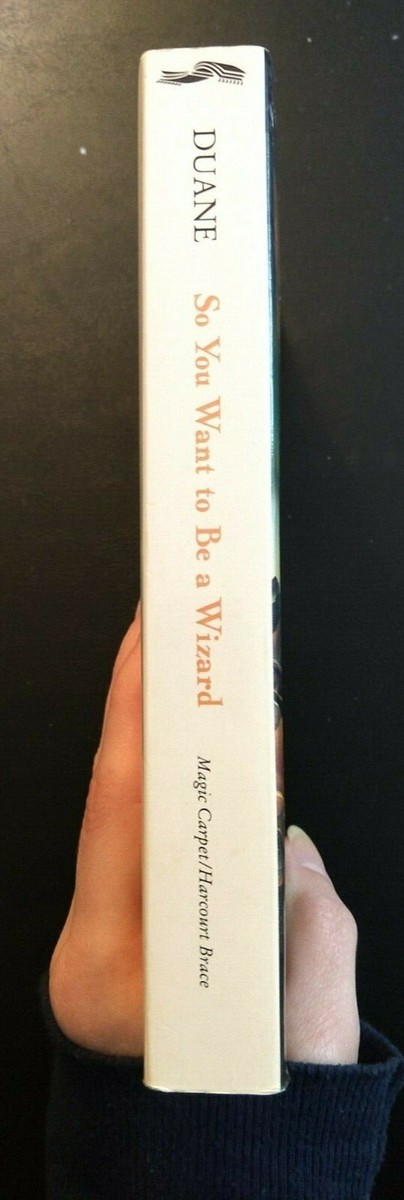 DUANE
So You Want to Be a Wizard
Magic Carpet/Harcourt Brace